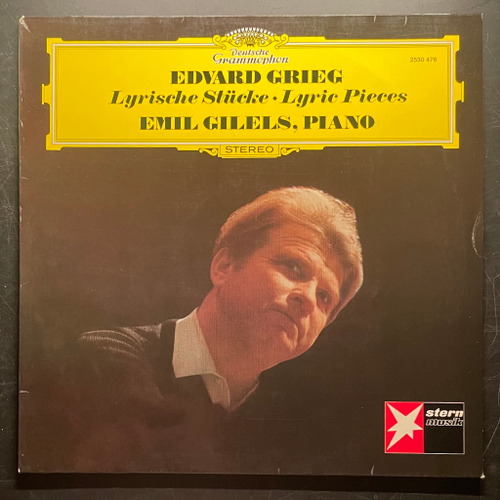 Deutsche
Grammophon
2530 476
EDVARD GRIEG
Lyrische Stücke · Lyric Pieces
EMIL GILELS, PIANO
STEREO
stern
musik